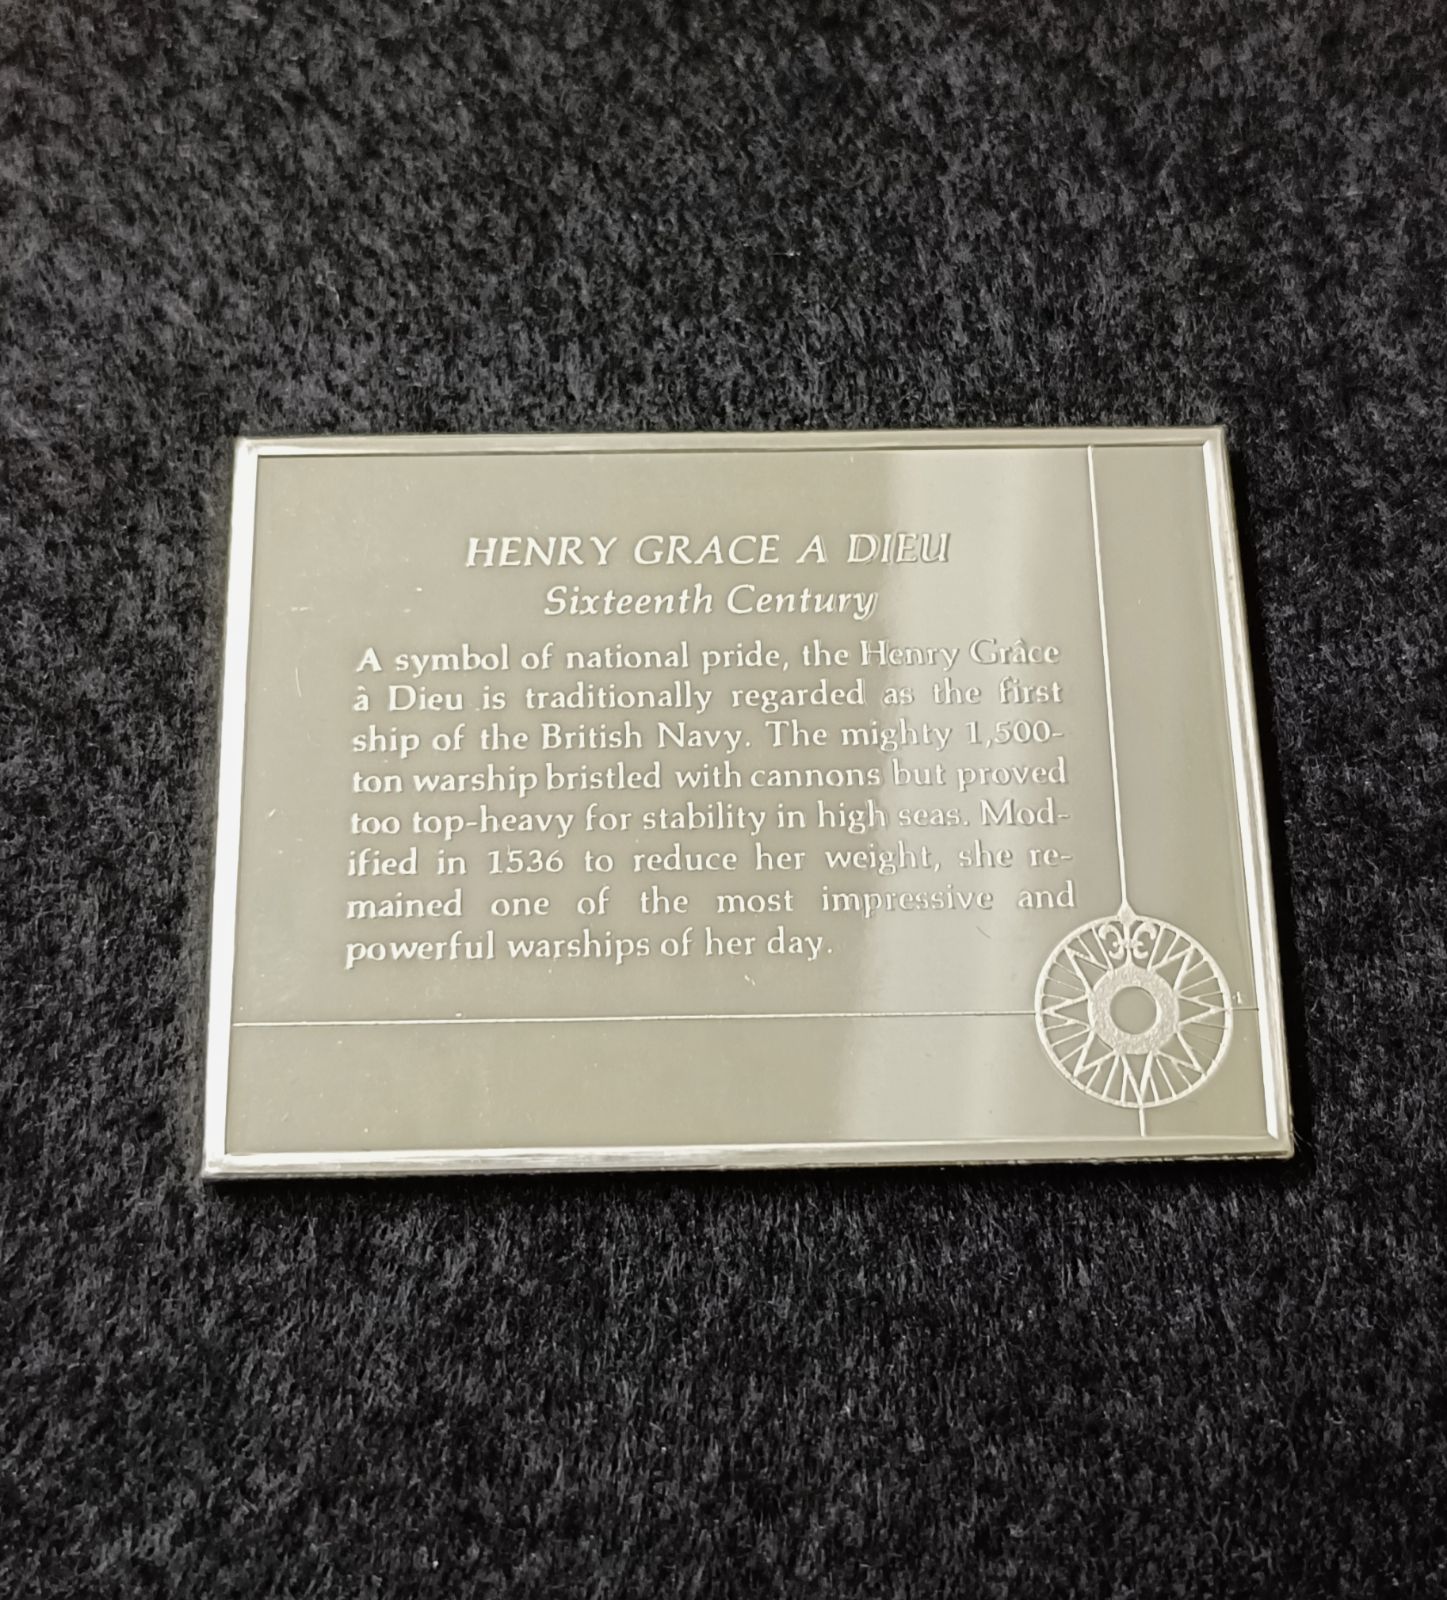 HENRY GRACE A DIEU
Sixteenth Century
A symbol of national pride, the Henry Grâce
à Dieu is traditionally regarded as the first
ship of the British Navy. The mighty 1,500-
ton warship bristled with cannons but proved
too top-heavy for stability in high seas. Mod-
ified in 1536 to reduce her weight, she re-
mained one of the most impressive and
powerful warships of her day.
1